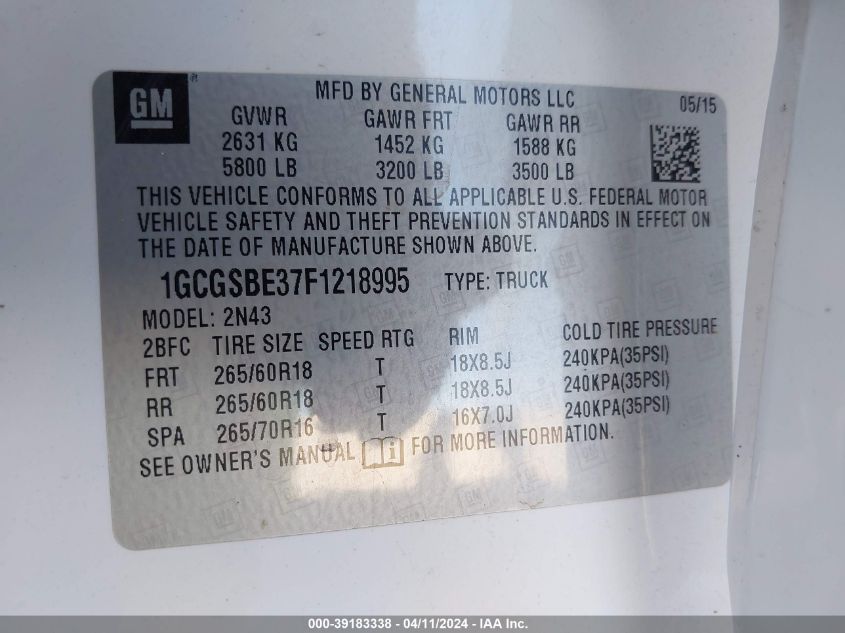 GM ®
MFD BY GENERAL MOTORS LLC 05/15
GVWR GAWR FRT GAWR RR
2631 KG 1452 KG 1588 KG
5800 LB 3200 LB 3500 LB
THIS VEHICLE CONFORMS TO ALL APPLICABLE U.S. FEDERAL MOTOR
VEHICLE SAFETY AND THEFT PREVENTION STANDARDS IN EFFECT ON
THE DATE OF MANUFACTURE SHOWN ABOVE.
1GCGSBE37F1218995 TYPE: TRUCK
MODEL: 2N43
2BFC TIRE SIZE SPEED RTG RIM COLD TIRE PRESSURE
FRT 265/60R18 T 18X8.5J 240KPA(35PSI)
RR 265/60R18 T 18X8.5J 240KPA(35PSI)
SPA 265/70R16 T 16X7.0J 240KPA(35PSI)
SEE OWNER'S MANUAL FOR MORE INFORMATION.
000-39183338 - 04/11/2024 - IAA Inc.